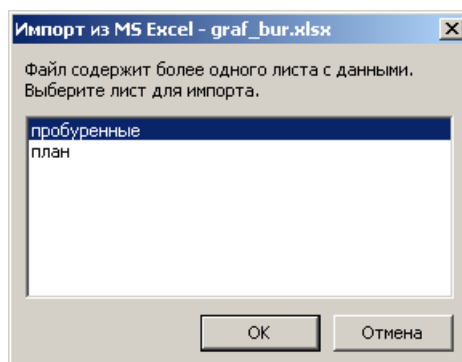 Импорт из MS Excel - graf_bur.xlsx
Файл содержит более одного листа с данными.
Выберите лист для импорта.
пробуренные
план
ОК
Отмена